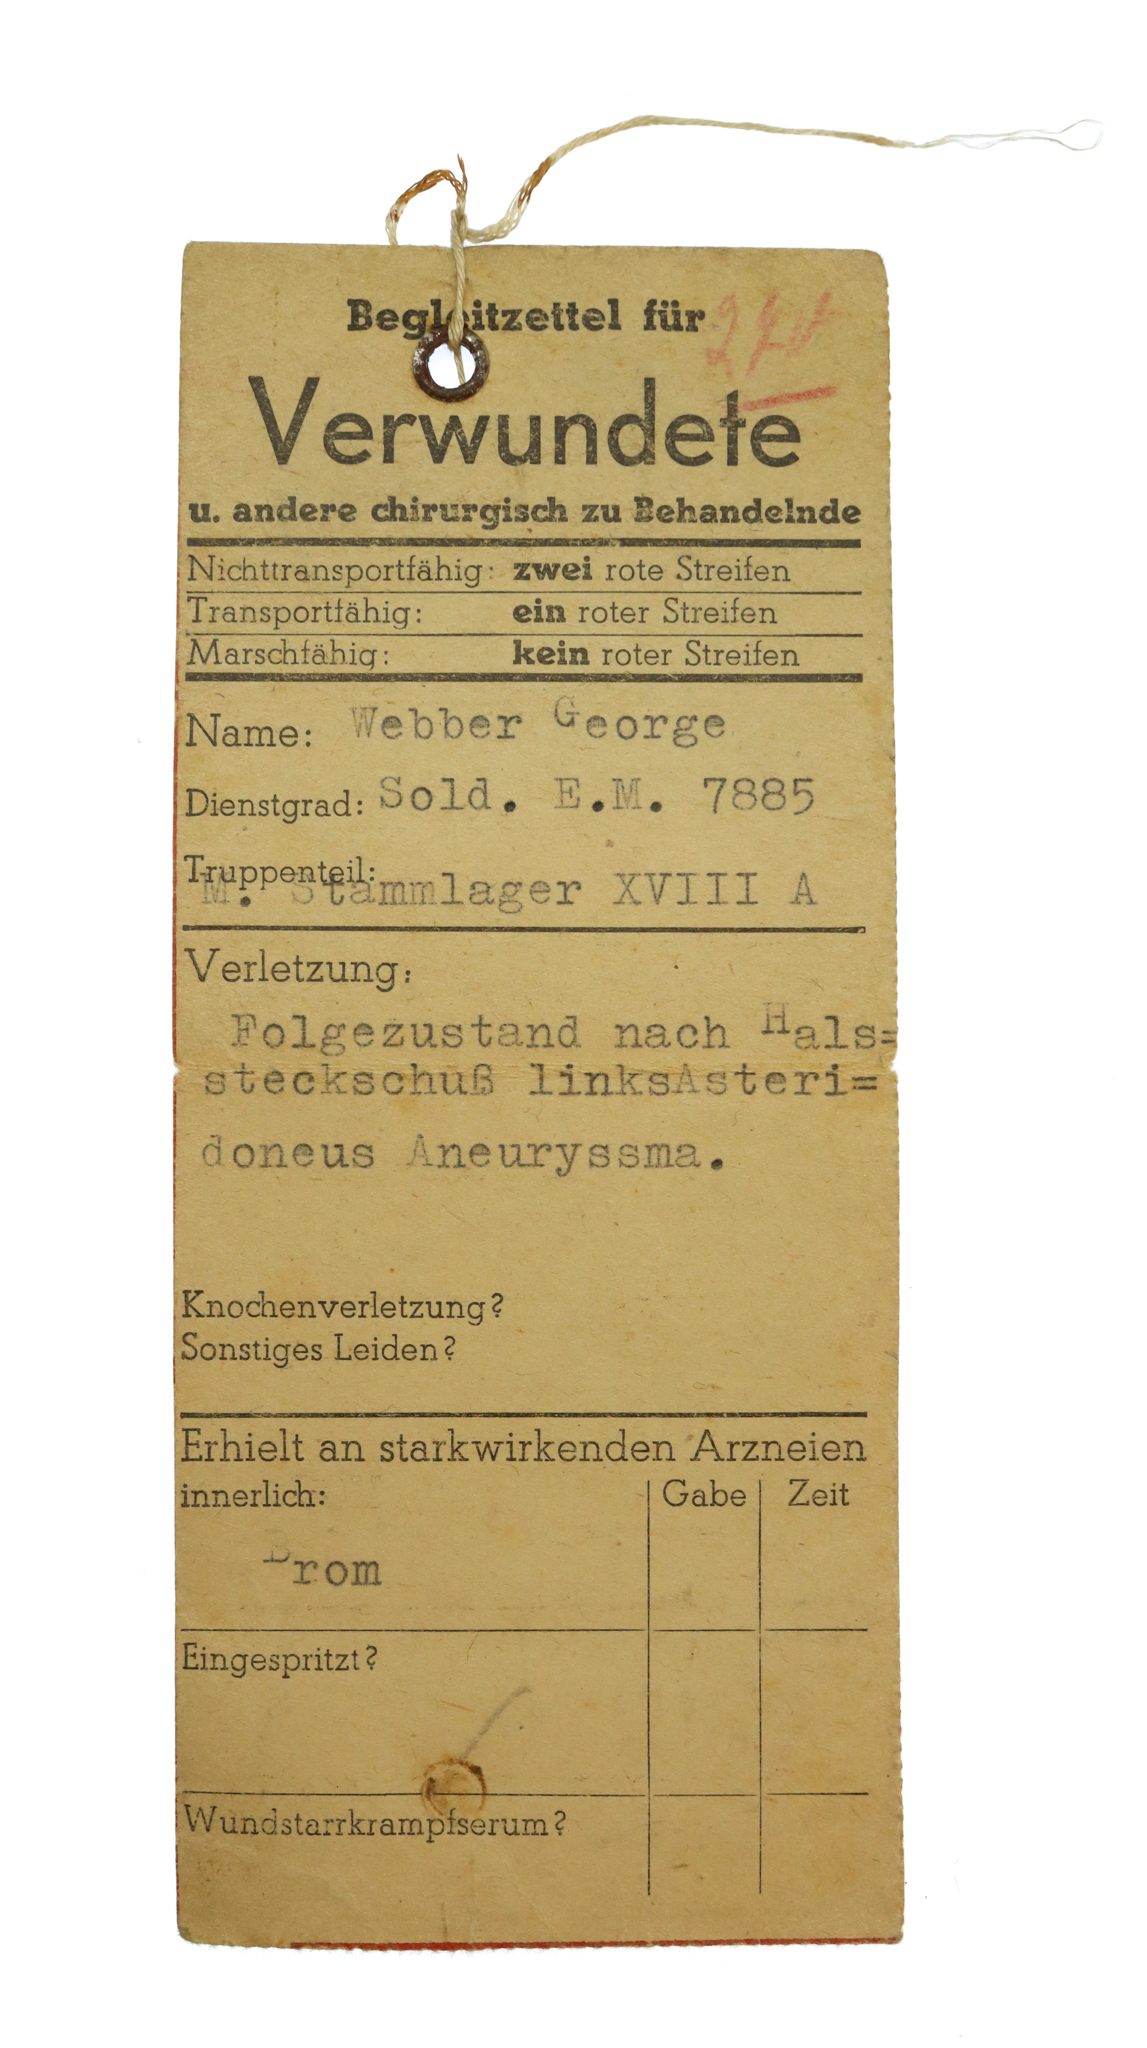 Begleitzettel für
Verwundete
u. andere chirurgisch zu Behandelnde
Nichttransportfähig: zwei rote Streifen
Transportfähig: ein roter Streifen
Marschfähig: kein roter Streifen
Name: Webber George
Dienstgrad: Sold. E.M. 7885
Truppenteil:
M. Stammlager XVIII A
Verletzung:
Folgezustand nach Hals=
steckschuß linksAsteri=
doneus Aneuryssma.
Knochenverletzung?
Sonstiges Leiden?
Erhielt an starkwirkenden Arzneien
innerlich: Gabe Zeit
Brom
Eingespritzt?
Wundstarrkrampfserum?